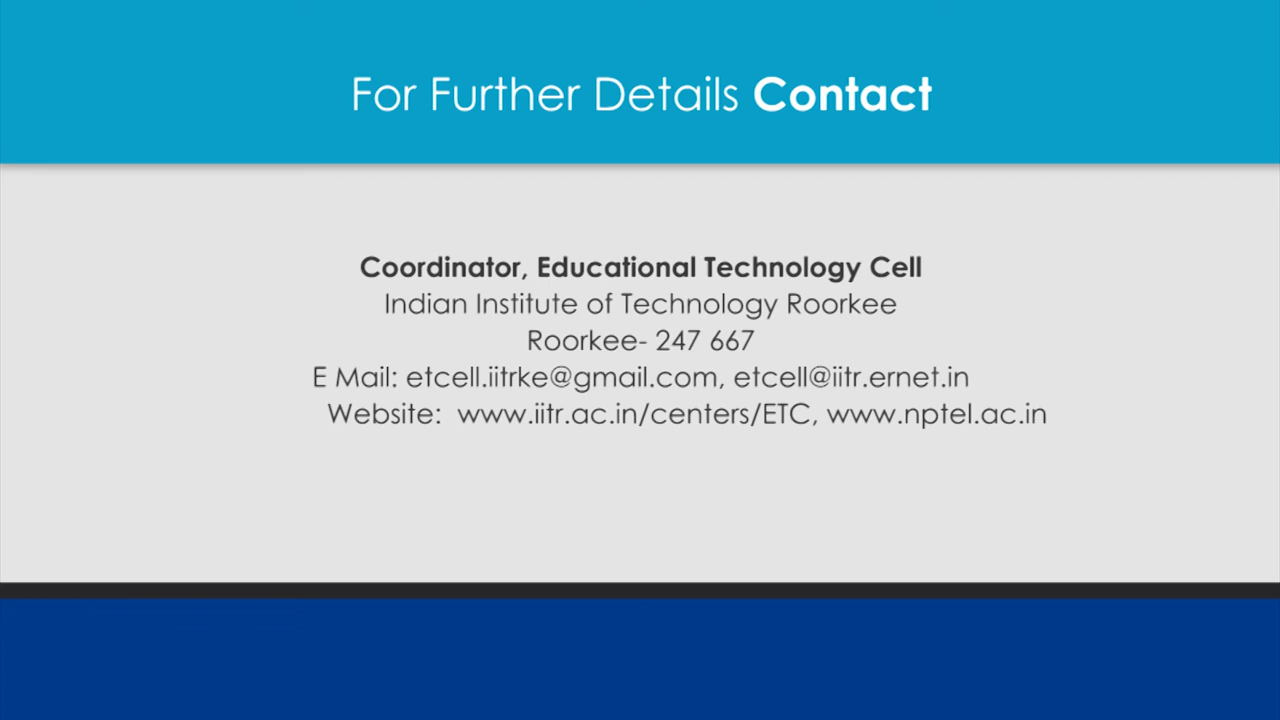 For Further Details Contact
Coordinator, Educational Technology Cell
Indian Institute of Technology Roorkee
Roorkee- 247 667
E Mail: etcell.iitrke@gmail.com, etcell@iitr.ernet.in
Website: www.iitr.ac.in/centers/ETC, www.nptel.ac.in